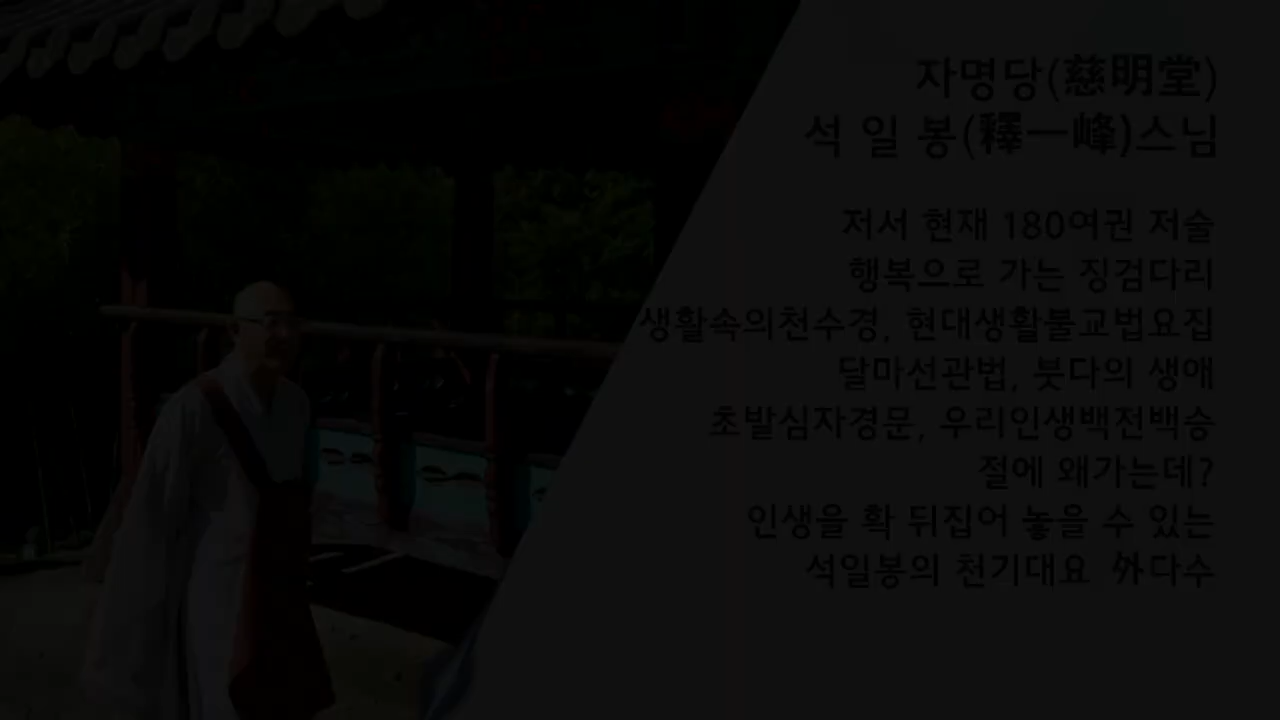 자명당(慈明堂)
석 일 봉(釋一峰)스님
저서 현재 180여권 저술
행복으로 가는 징검다리
생활속의천수경, 현대생활불교법요집
달마선관법, 붓다의 생애
초발심자경문, 우리인생백전백승
절에 왜가는데?
인생을 확 뒤집어 놓을 수 있는
석일봉의 천기대요 外다수